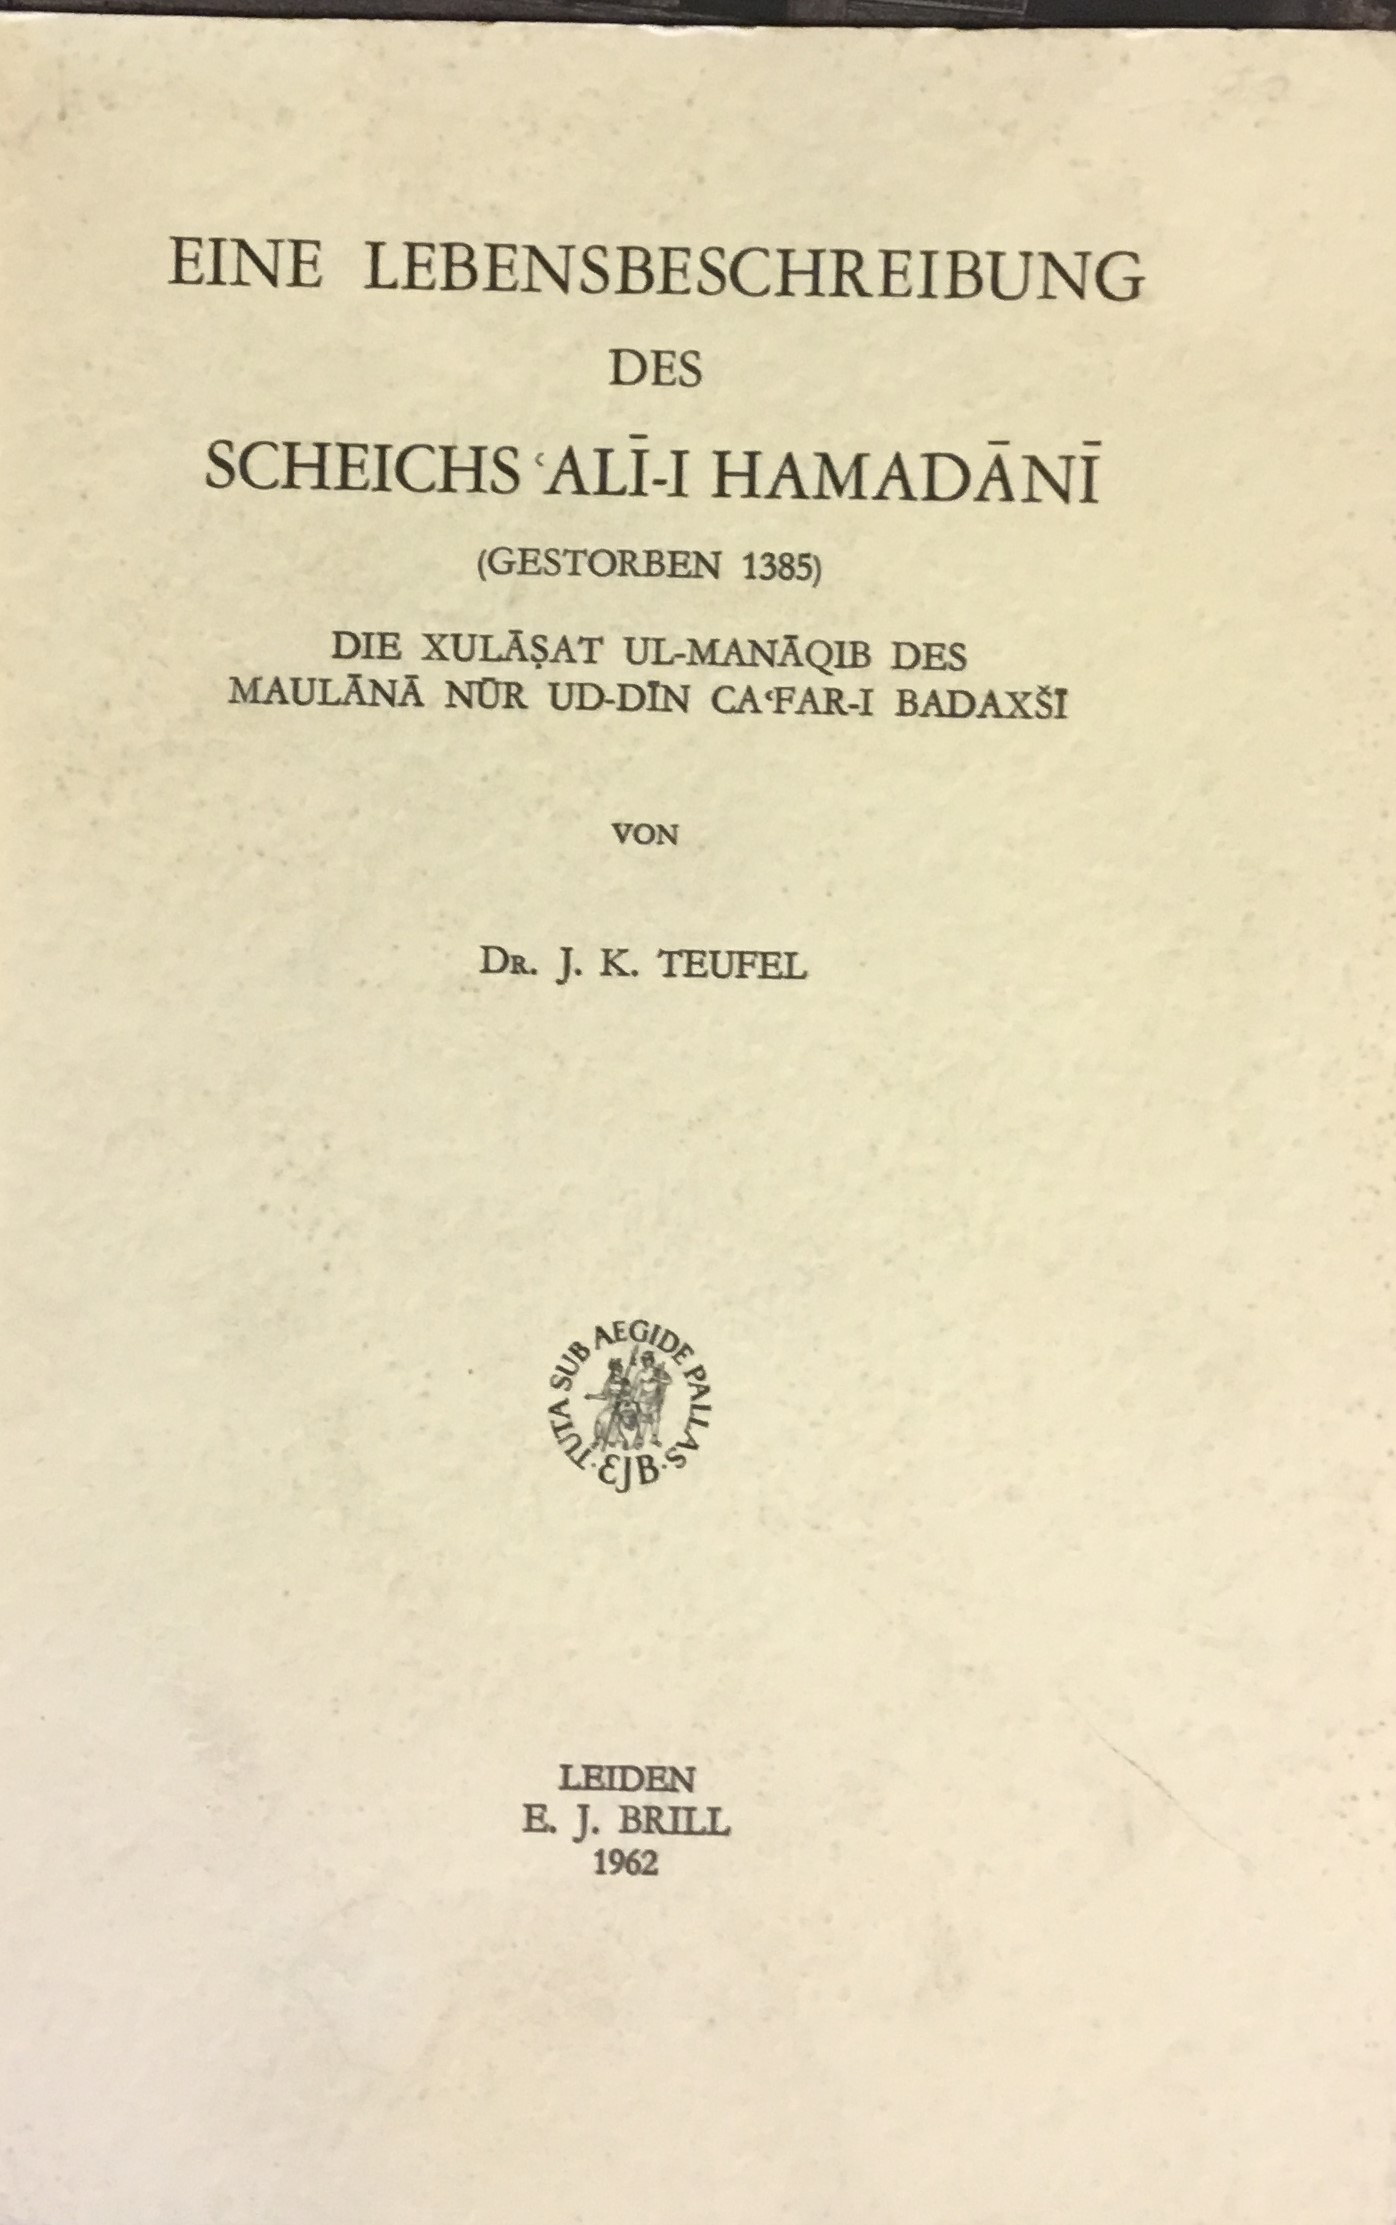 EINE LEBENSBESCHREIBUNG
DES
SCHEICHS ʿALĪ-I HAMADĀNĪ
(GESTORBEN 1385)
DIE XULĀṢAT UL-MANĀQIB DES
MAULĀNĀ NŪR UD-DĪN CAʿFAR-I BADAXŠĪ
VON
DR. J. K. TEUFEL
TUTA SUB AEGIDE PALLAS
· EJB ·
LEIDEN
E. J. BRILL
1962